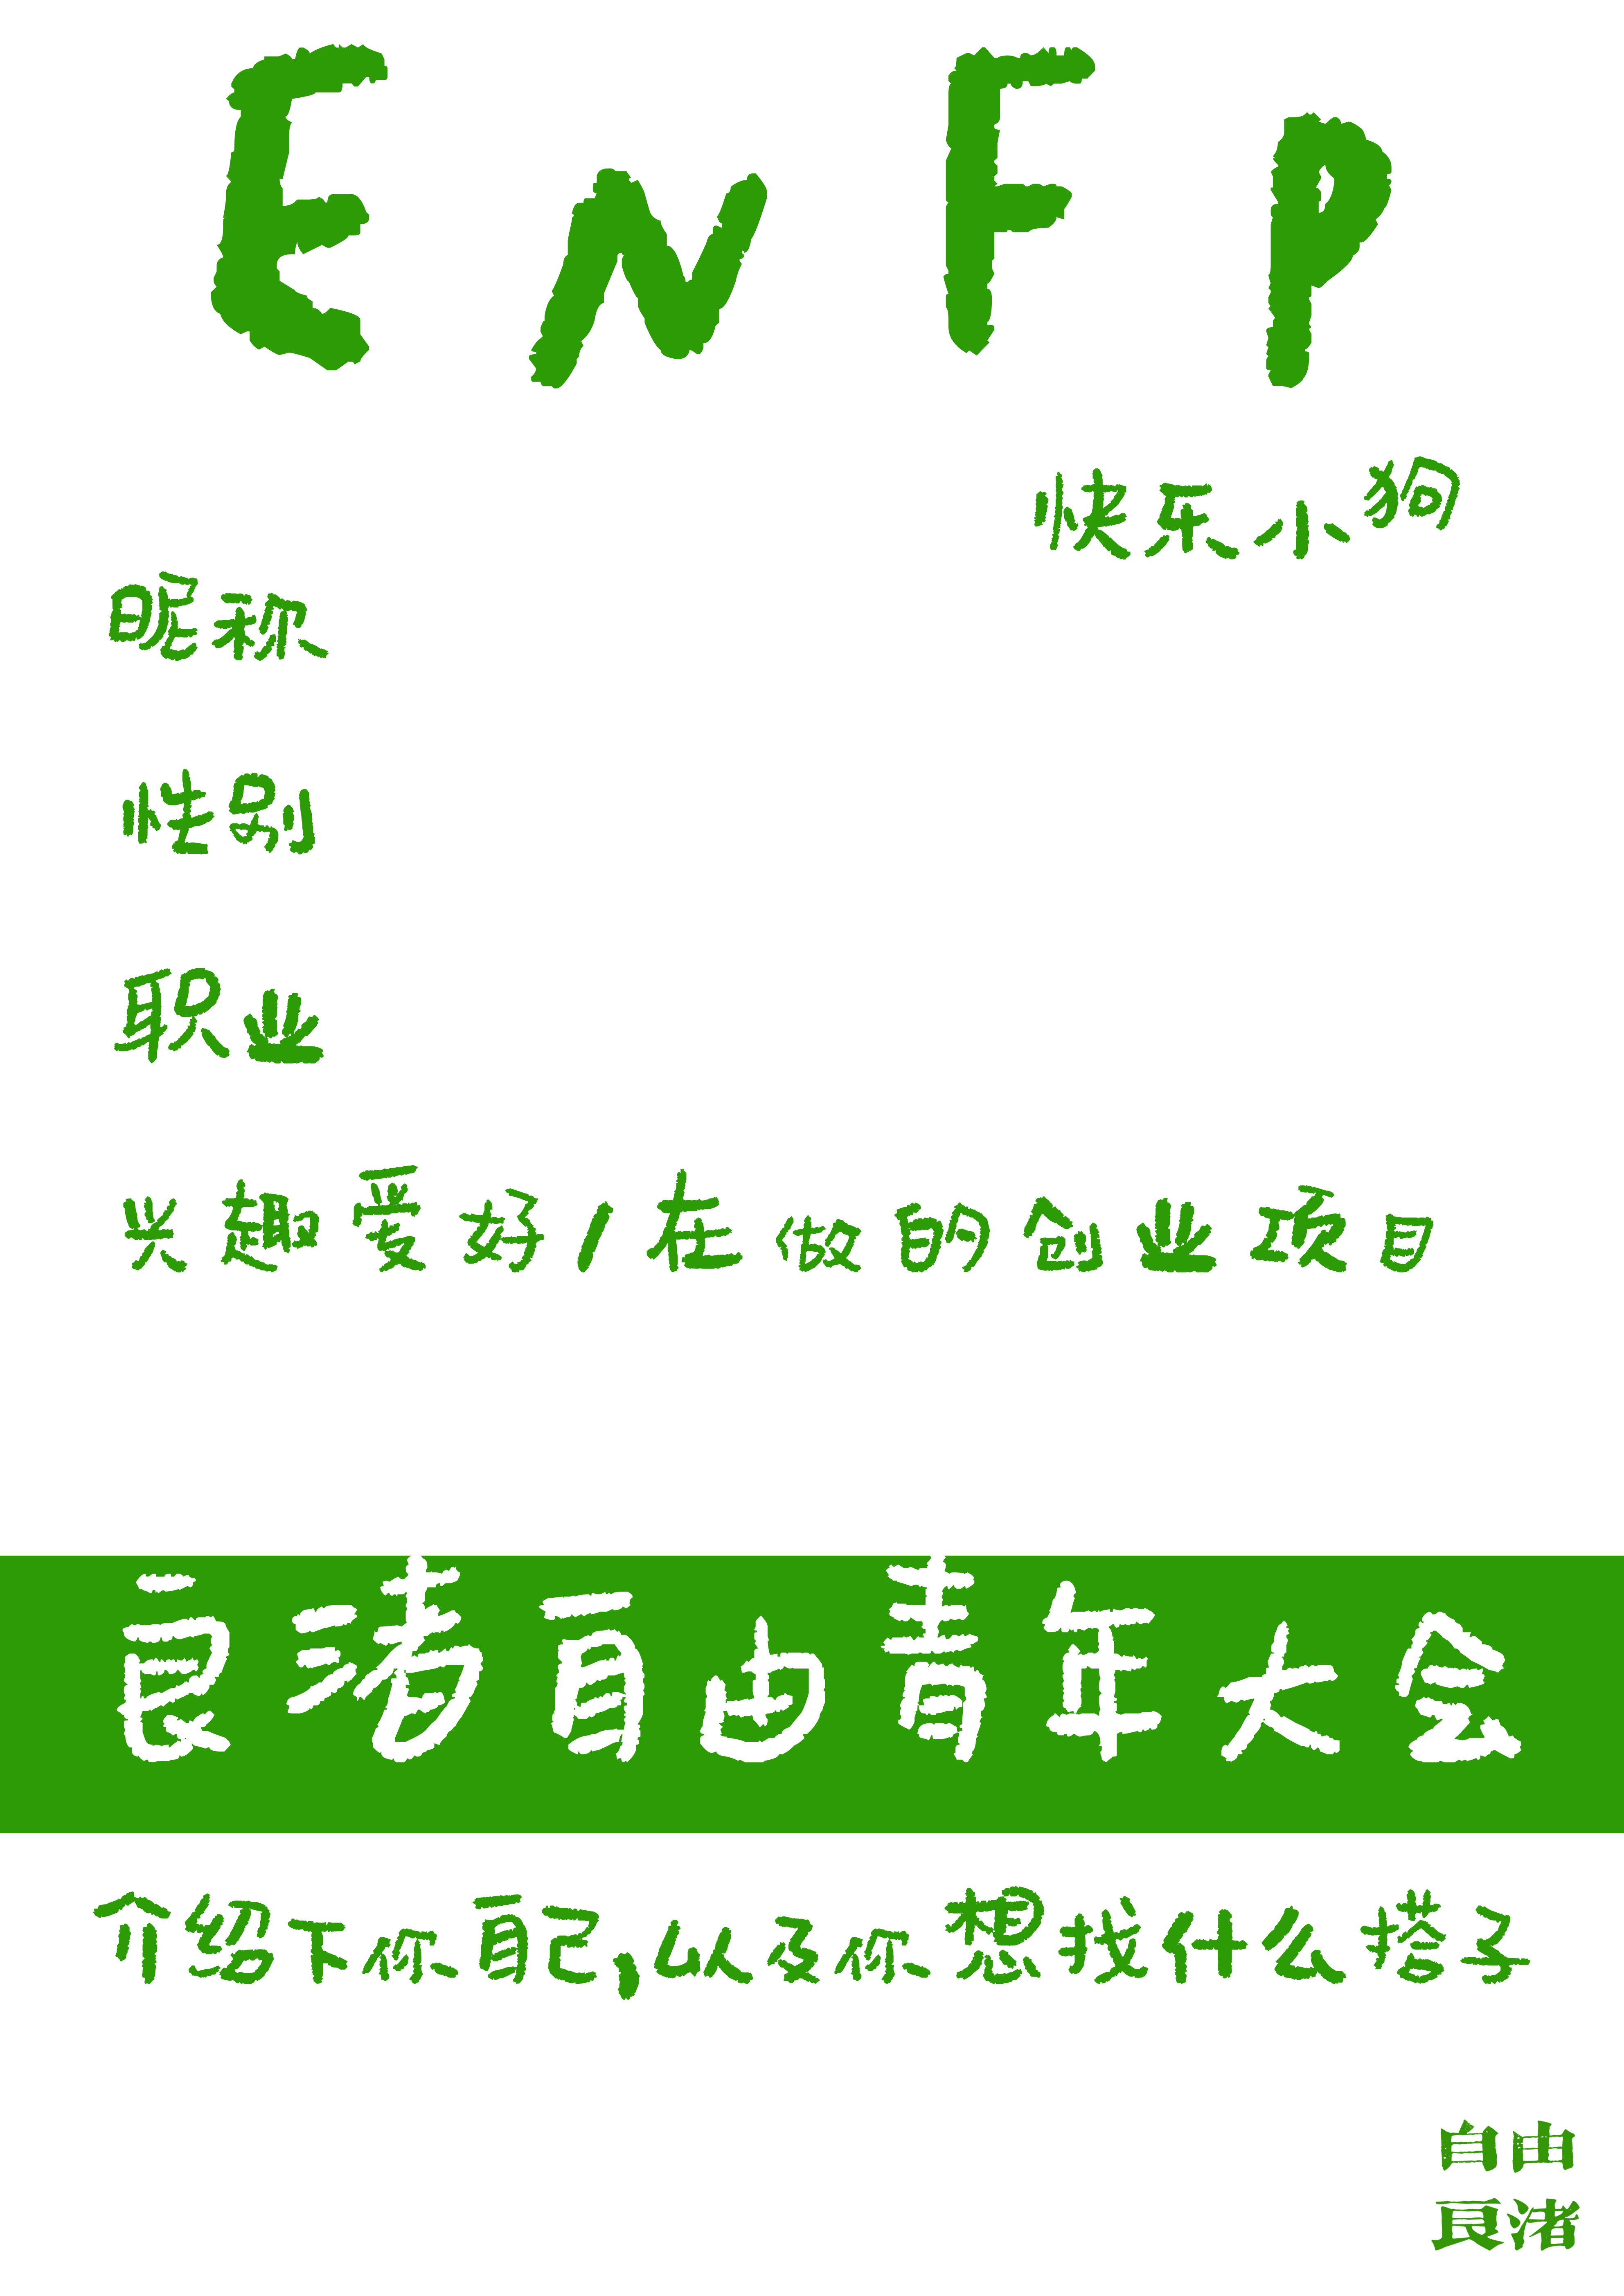 ENFP
快乐小狗
昵称
性别
职业
兴趣爱好/在做的创业项目
良渚自由青年大会
介绍下你自己,以及你想找什么搭子
自由
良渚